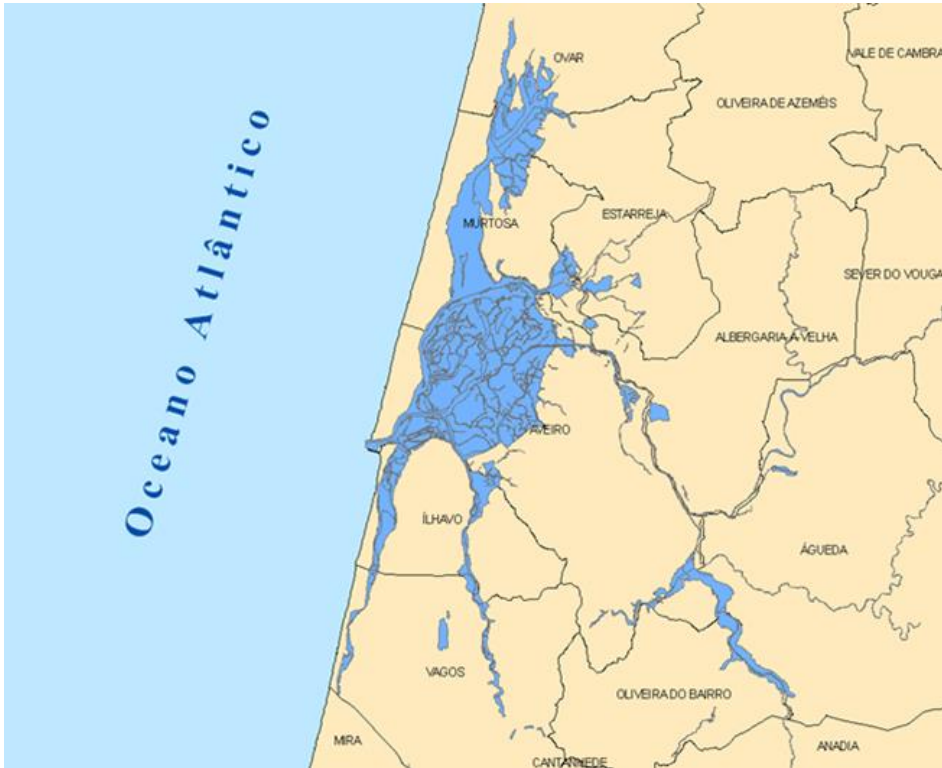 OVAR
VALE DE CAMBRA
OLIVEIRA DE AZEMÉIS
Oceano Atlântico
MURTOSA
ESTARREJA
SEVER DO VOUGA
ALBERGARIA-A-VELHA
AVEIRO
ÍLHAVO
ÁGUEDA
VAGOS
OLIVEIRA DO BAIRRO
MIRA
ANADIA
CANTANHEDE